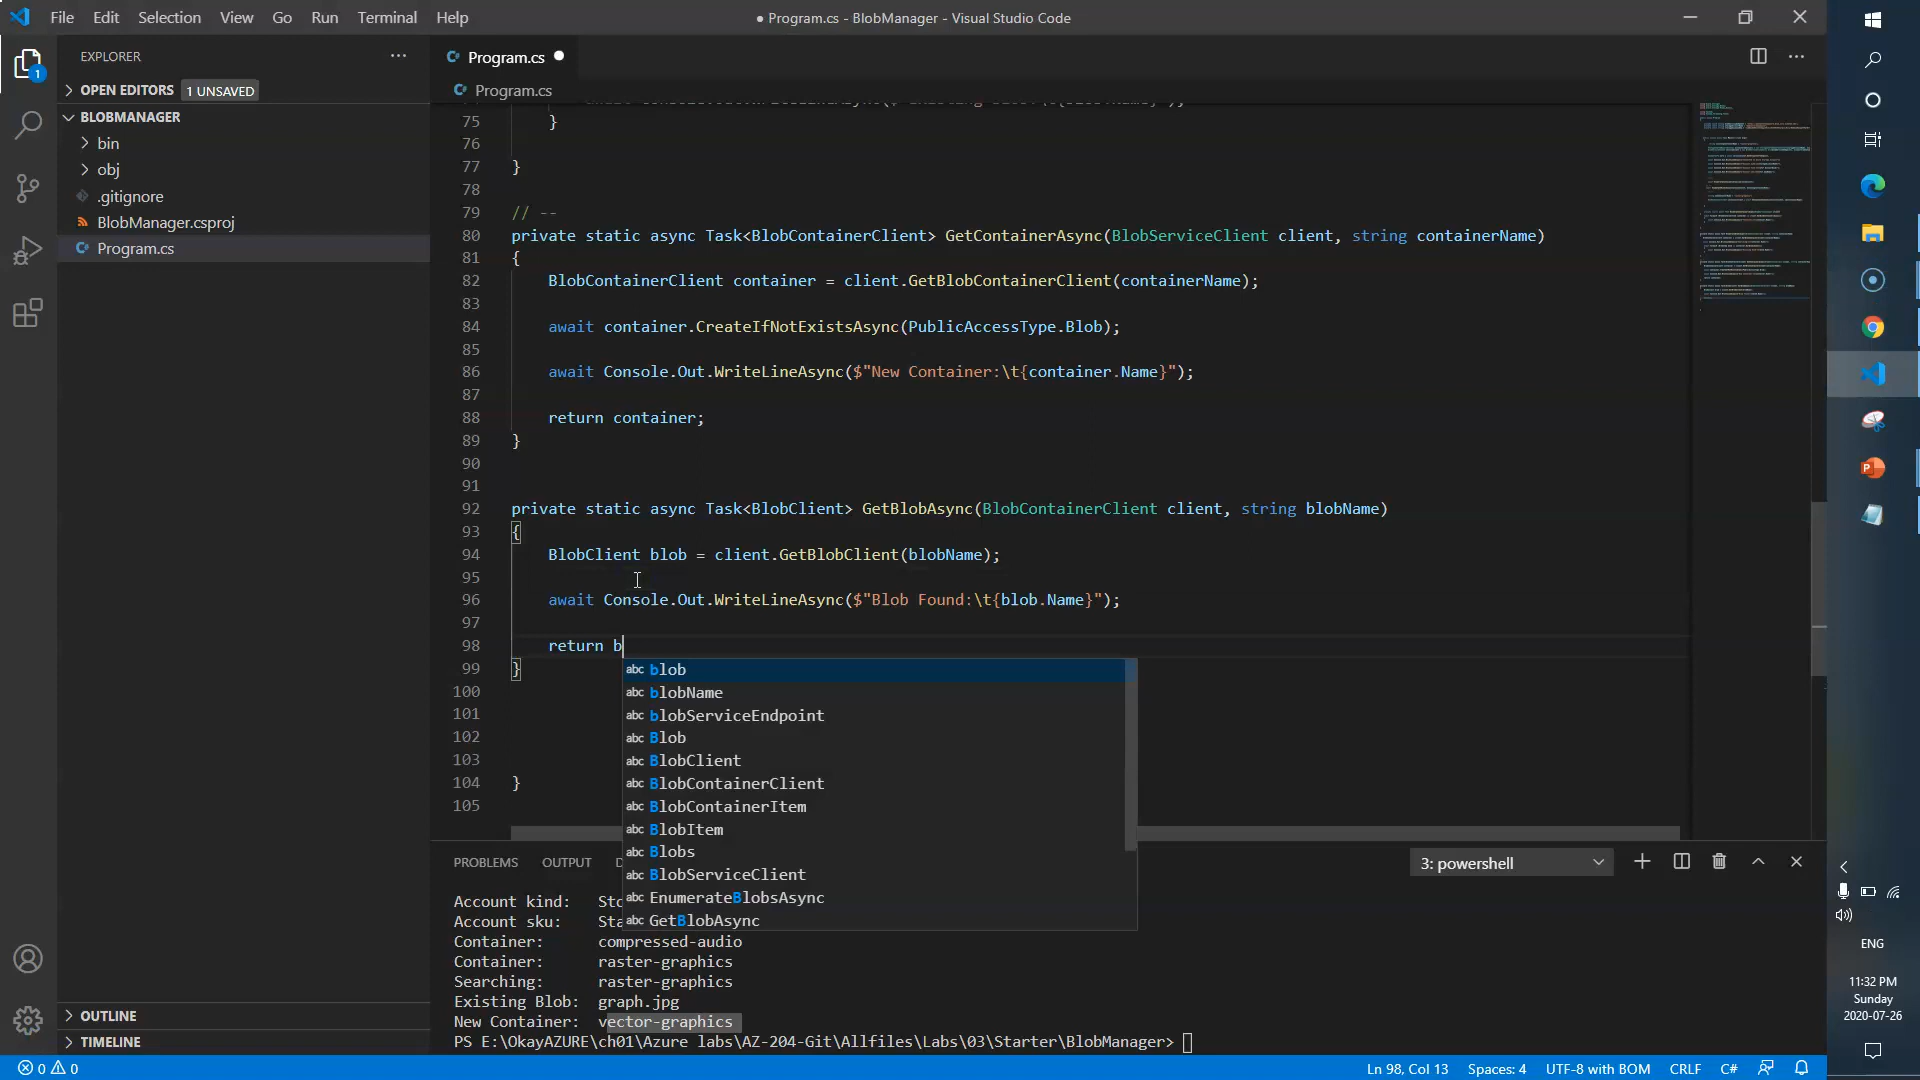 File Edit Selection View Go Run Terminal Help
● Program.cs - BlobManager - Visual Studio Code
EXPLORER
OPEN EDITORS 1 UNSAVED
BLOBMANAGER
bin
obj
.gitignore
BlobManager.csproj
Program.cs
OUTLINE
TIMELINE
Program.cs
Program.cs
75 }
76
77 }
78
79 // --
80 private static async Task<BlobContainerClient> GetContainerAsync(BlobServiceClient client, string containerName)
81 {
82 BlobContainerClient container = client.GetBlobContainerClient(containerName);
83
84 await container.CreateIfNotExistsAsync(PublicAccessType.Blob);
85
86 await Console.Out.WriteLineAsync($"New Container:\t{container.Name}");
87
88 return container;
89 }
90
91
92 private static async Task<BlobClient> GetBlobAsync(BlobContainerClient client, string blobName)
93 {
94 BlobClient blob = client.GetBlobClient(blobName);
95
96 await Console.Out.WriteLineAsync($"Blob Found:\t{blob.Name}");
97
98 return b
99 }
100
101
102
103
104 }
105
abc blob
abc blobName
abc blobServiceEndpoint
abc Blob
abc BlobClient
abc BlobContainerClient
abc BlobContainerItem
abc BlobItem
abc Blobs
abc BlobServiceClient
abc EnumerateBlobsAsync
abc GetBlobAsync
PROBLEMS OUTPUT D
3: powershell
Account kind: Sto
Account sku: Sta
Container: compressed-audio
Container: raster-graphics
Searching: raster-graphics
Existing Blob: graph.jpg
New Container: vector-graphics
PS E:\OkayAZURE\ch01\Azure labs\AZ-204-Git\Allfiles\Labs\03\Starter\BlobManager>
0 0
Ln 98, Col 13 Spaces: 4 UTF-8 with BOM CRLF C#
1
ENG
11:32 PM
Sunday
2020-07-26